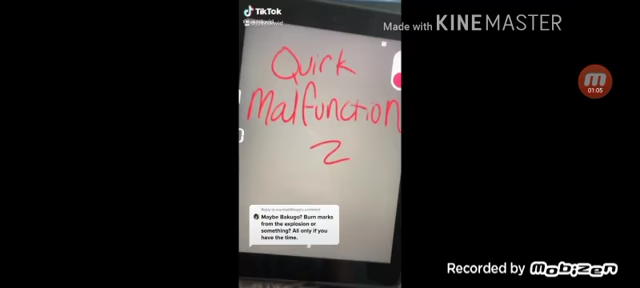 TikTok
Made with KINEMASTER
Quirk
Malfunction
2
01:05
Maybe Bakugo? Burn marks
from the explosion or
something? All only if you
have the time.
Recorded by mobizen